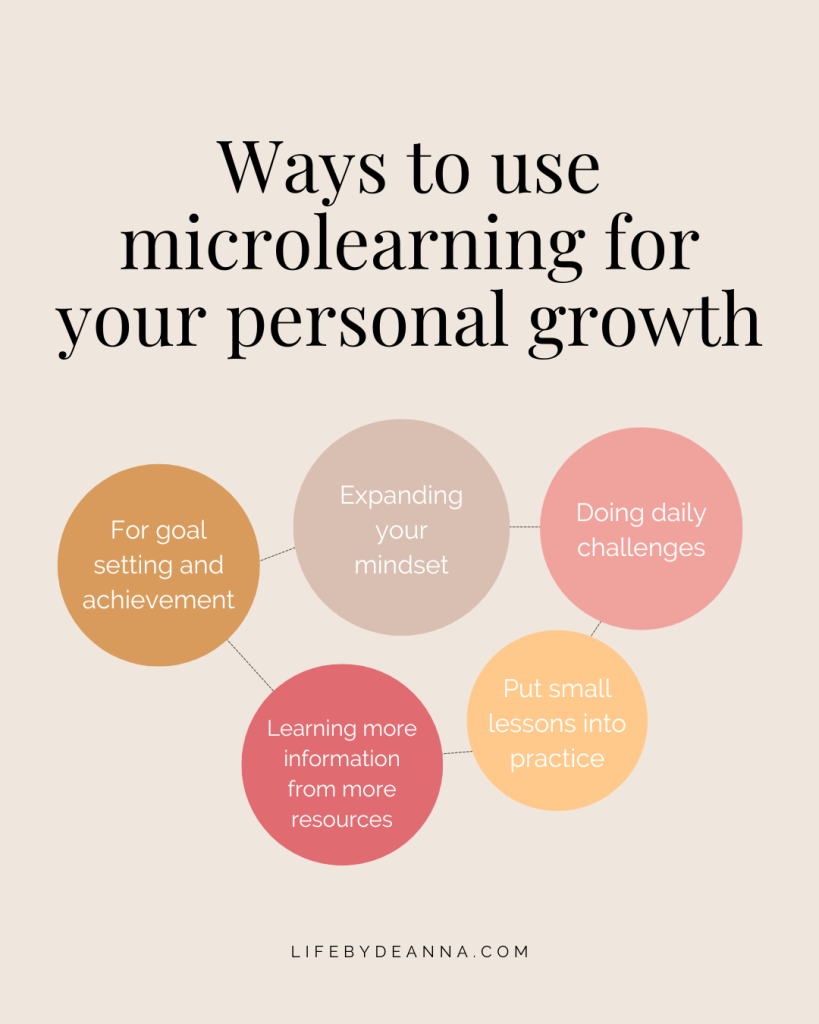 Ways to use
microlearning for
your personal growth
For goal
setting and
achievement
Expanding
your
mindset
Doing daily
challenges
Learning more
information
from more
resources
Put small
lessons into
practice
LIFEBYDEANNA.COM